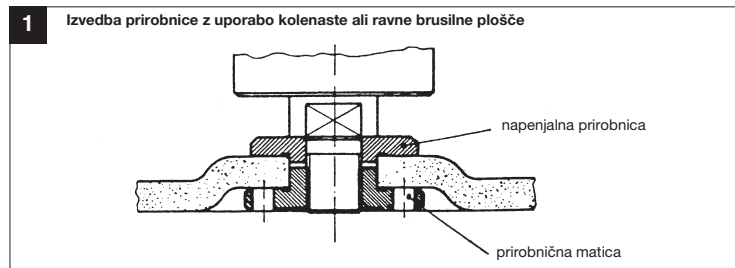 1
Izvedba prirobnice z uporabo kolenaste ali ravne brusilne plošče
napenjalna prirobnica
prirobnična matica